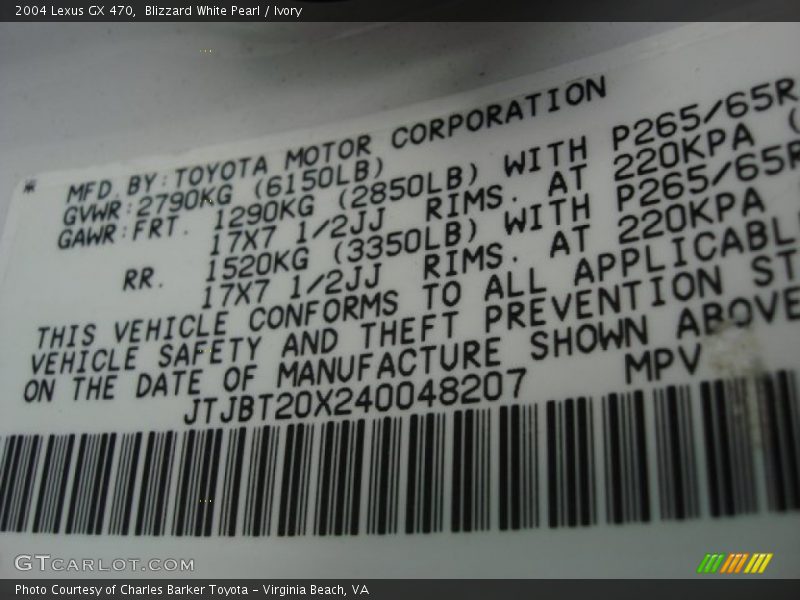 2004 Lexus GX 470, Blizzard White Pearl / Ivory
MFD. BY: TOYOTA MOTOR CORPORATION
GVWR: 2790KG (6150LB)
GAWR: FRT. 1290KG (2850LB) WITH P265/65R
17X7 1/2JJ RIMS. AT 220KPA (
RR. 1520KG (3350LB) WITH P265/65R
17X7 1/2JJ RIMS. AT 220KPA
THIS VEHICLE CONFORMS TO ALL APPLICABL
VEHICLE SAFETY AND THEFT PREVENTION ST
ON THE DATE OF MANUFACTURE SHOWN ABOVE
JTJBT20X240048207 MPV
GTCARLOT.COM
Photo Courtesy of Charles Barker Toyota - Virginia Beach, VA